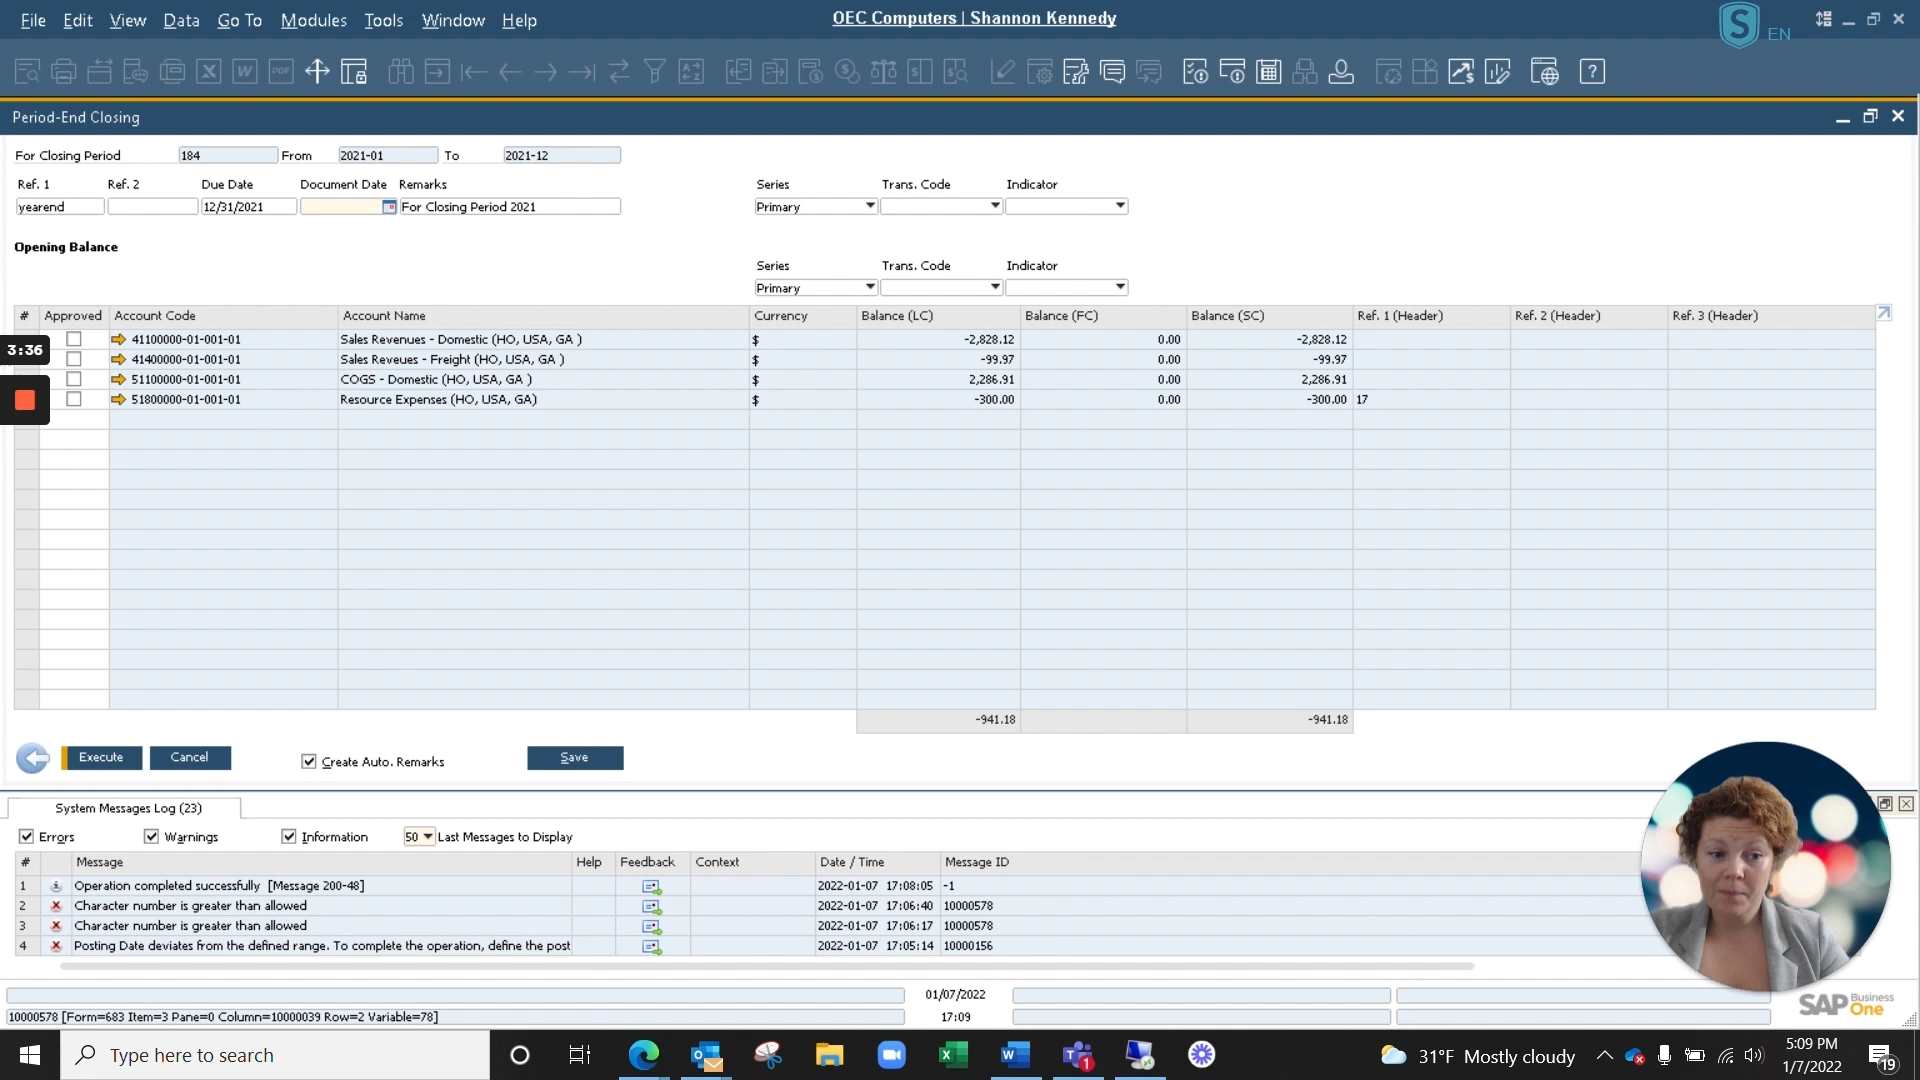 File Edit View Data Go To Modules Tools Window Help
OEC Computers | Shannon Kennedy
S EN
Period-End Closing
For Closing Period 184 From 2021-01 To 2021-12
Ref. 1 Ref. 2 Due Date Document Date Remarks Series Trans. Code Indicator
yearend 12/31/2021 For Closing Period 2021 Primary
Opening Balance
Series Trans. Code Indicator
Primary
# Approved Account Code Account Name Currency Balance (LC) Balance (FC) Balance (SC) Ref. 1 (Header) Ref. 2 (Header) Ref. 3 (Header)
41100000-01-001-01 Sales Revenues - Domestic (HO, USA, GA ) $ -2,828.12 0.00 -2,828.12
3:36
41400000-01-001-01 Sales Reveues - Freight (HO, USA, GA ) $ -99.97 0.00 -99.97
51100000-01-001-01 COGS - Domestic (HO, USA, GA ) $ 2,286.91 0.00 2,286.91
51800000-01-001-01 Resource Expenses (HO, USA, GA) $ -300.00 0.00 -300.00 17
-941.18 -941.18
Execute Cancel Create Auto. Remarks Save
System Messages Log (23)
Errors Warnings Information 50 Last Messages to Display
# Message Help Feedback Context Date / Time Message ID
1 Operation completed successfully [Message 200-48] 2022-01-07 17:08:05 -1
2 Character number is greater than allowed 2022-01-07 17:06:40 10000578
3 Character number is greater than allowed 2022-01-07 17:06:17 10000578
4 Posting Date deviates from the defined range. To complete the operation, define the post 2022-01-07 17:05:14 10000156
01/07/2022
10000578 [Form=683 Item=3 Pane=0 Column=10000039 Row=2 Variable=78] 17:09
SAP Business One
Type here to search
31°F Mostly cloudy
5:09 PM
1/7/2022
19